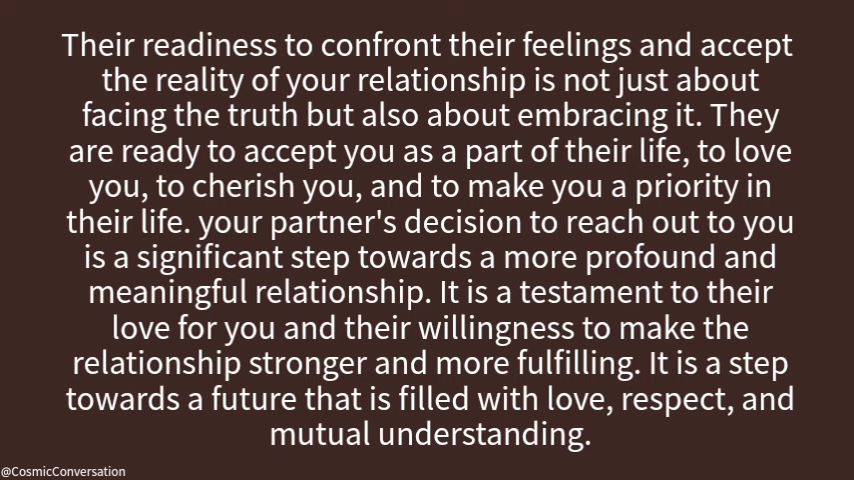 Their readiness to confront their feelings and accept
the reality of your relationship is not just about
facing the truth but also about embracing it. They
are ready to accept you as a part of their life, to love
you, to cherish you, and to make you a priority in
their life. your partner's decision to reach out to you
is a significant step towards a more profound and
meaningful relationship. It is a testament to their
love for you and their willingness to make the
relationship stronger and more fulfilling. It is a step
towards a future that is filled with love, respect, and
mutual understanding.
@CosmicConversation